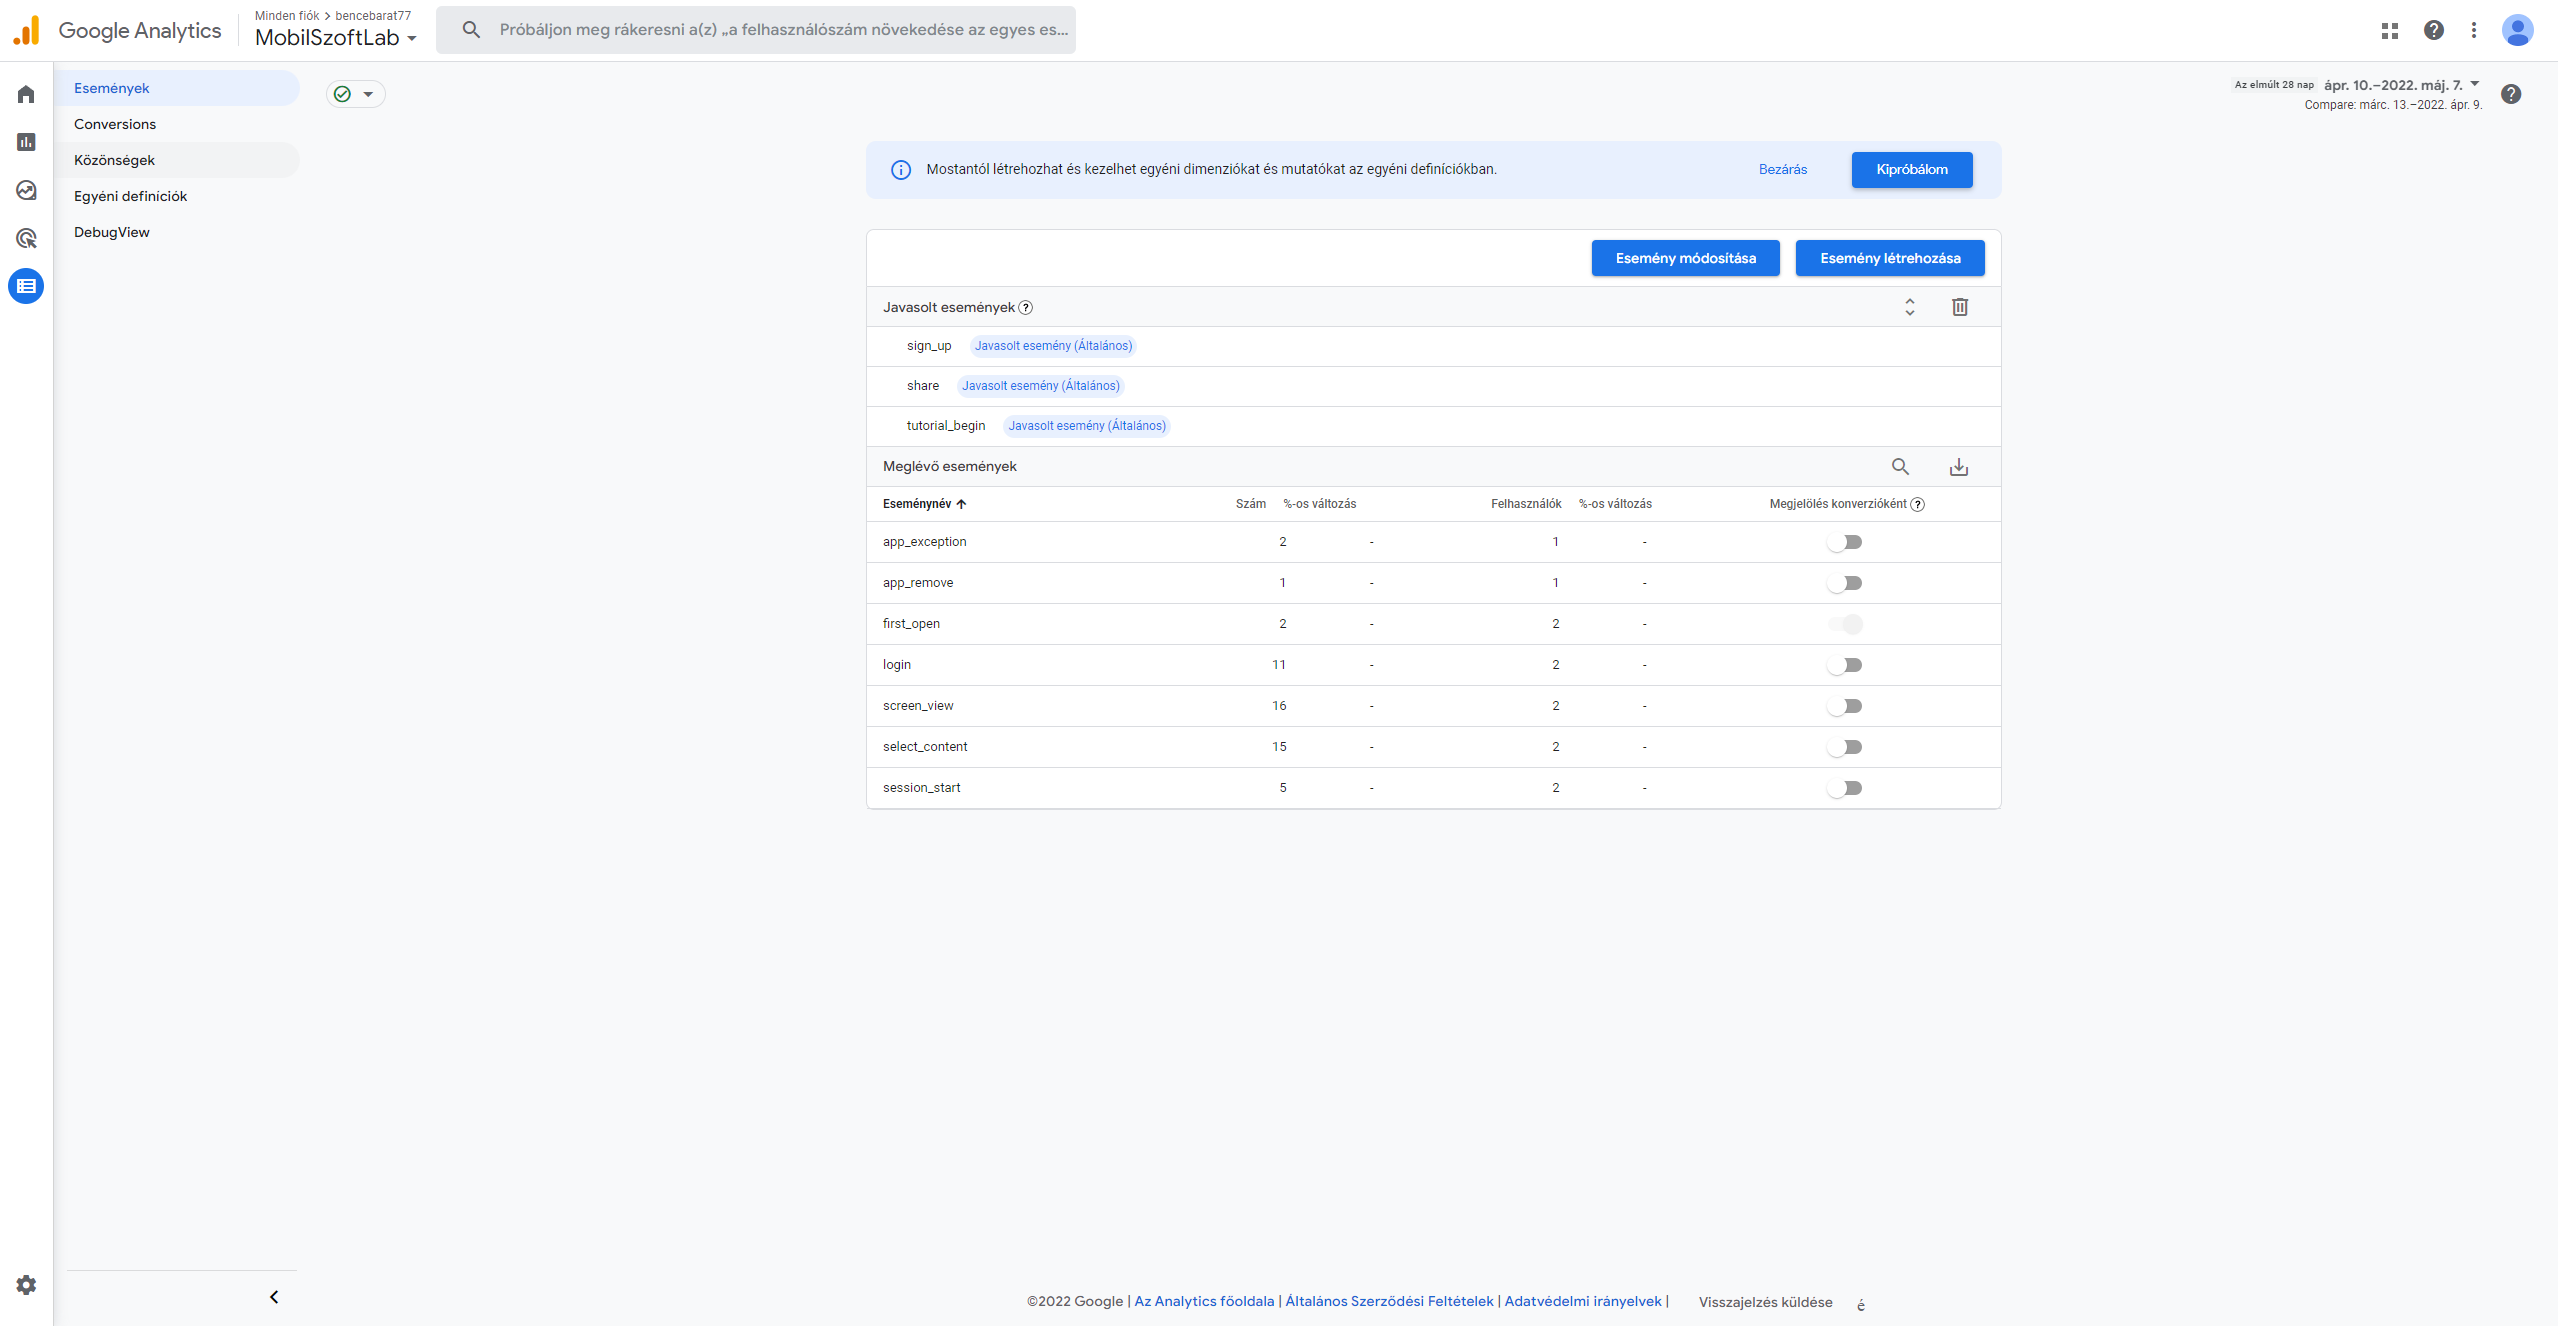 Google Analytics
Minden fiók > bencebarat77
MobilSzoftLab
Próbáljon meg rákeresni a(z) „a felhasználószám növekedése az egyes es...
Események
Conversions
Közönségek
Egyéni definíciók
DebugView
Az elmúlt 28 nap ápr. 10.–2022. máj. 7.
Compare: márc. 13.–2022. ápr. 9.
Mostantól létrehozhat és kezelhet egyéni dimenziókat és mutatókat az egyéni definíciókban. Bezárás Kipróbálom
Esemény módosítása Esemény létrehozása
Javasolt események
sign_up Javasolt esemény (Általános)
share Javasolt esemény (Általános)
tutorial_begin Javasolt esemény (Általános)
Meglévő események
Eseménynév Szám %-os változás Felhasználók %-os változás Megjelölés konverzióként
app_exception 2 - 1 -
app_remove 1 - 1 -
first_open 2 - 2 -
login 11 - 2 -
screen_view 16 - 2 -
select_content 15 - 2 -
session_start 5 - 2 -
©2022 Google | Az Analytics főoldala | Általános Szerződési Feltételek | Adatvédelmi irányelvek | Visszajelzés küldése é